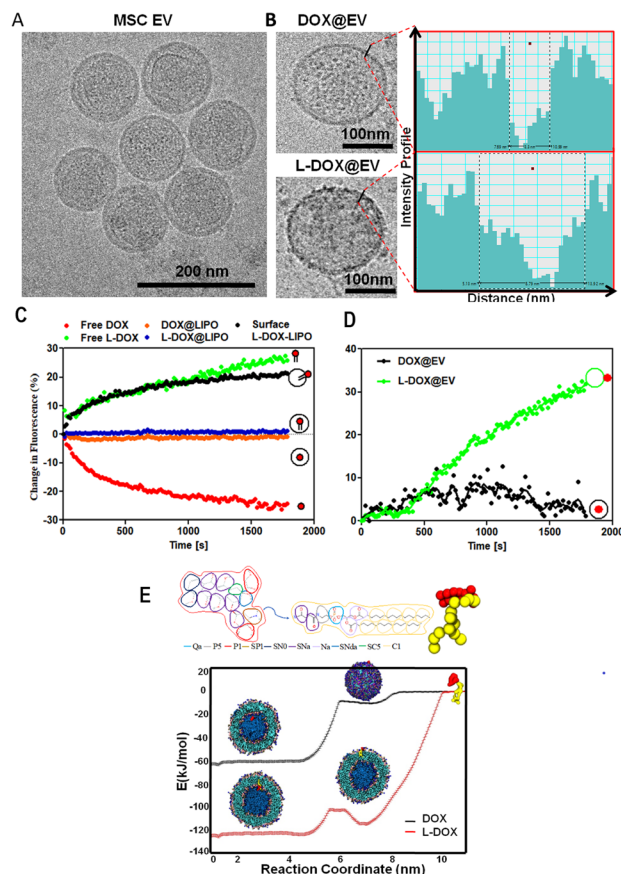 A
MSC EV
200 nm
B
DOX@EV
100nm
L-DOX@EV
100nm
Intensity Profile
Distance (nm)
C
Free DOX
DOX@LIPO
Surface
Free L-DOX
L-DOX@LIPO
L-DOX-LIPO
Change in Fluorescence (%)
30
20
10
0
-10
-20
-30
0
500
1000
1500
2000
Time [s]
D
DOX@EV
L-DOX@EV
40
30
20
10
0
0
500
1000
1500
2000
Time [s]
E
Qa
P5
P1
SP1
SN0
SNa
Na
SNda
SC5
C1
E(kJ/mol)
20
0
-20
-40
-60
-80
-100
-120
-140
0
2
4
6
8
10
DOX
L-DOX
Reaction Coordinate (nm)